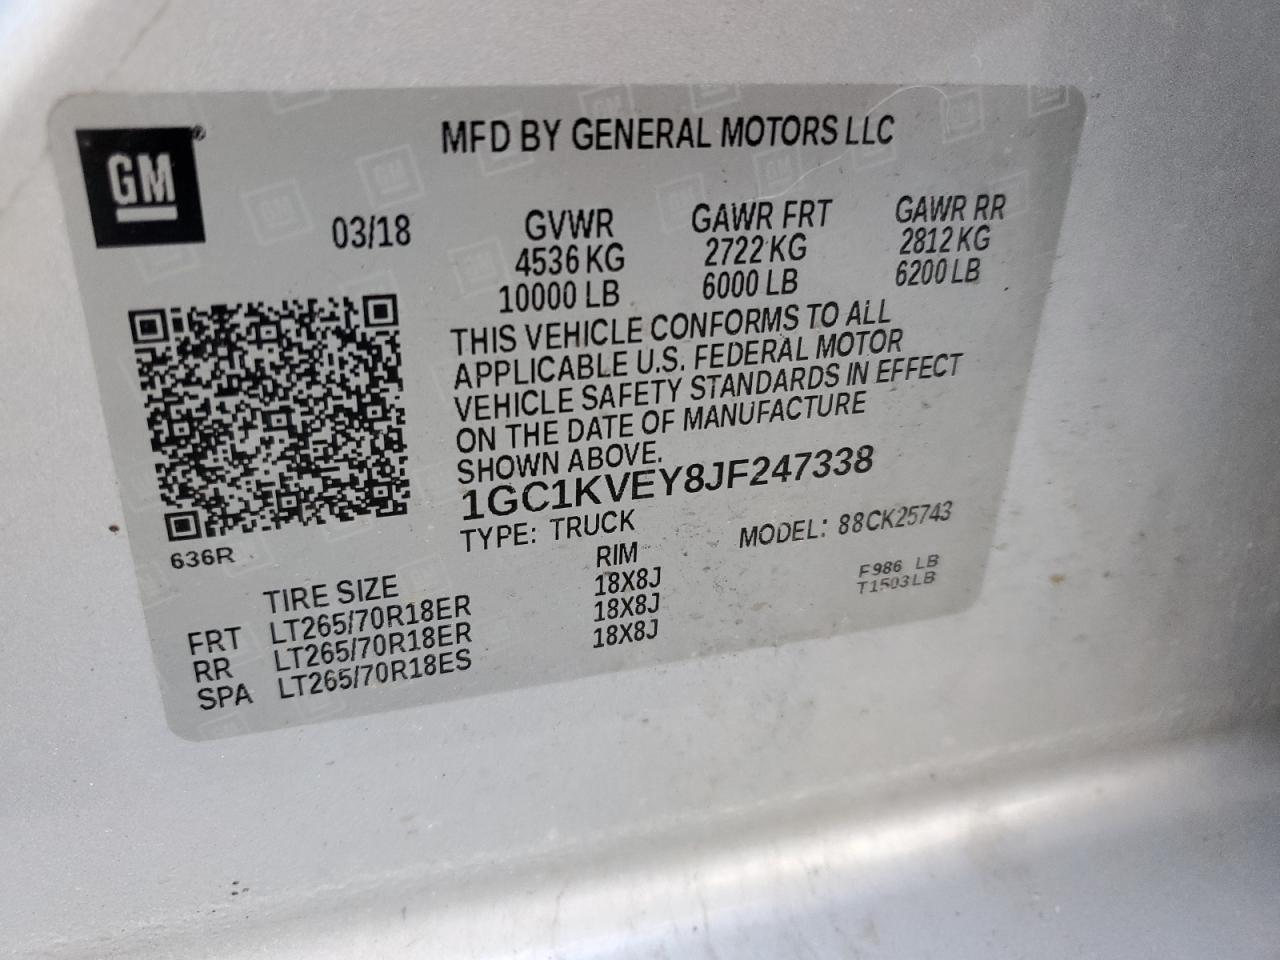 GM®
MFD BY GENERAL MOTORS LLC
03/18
GVWR
4536 KG
10000 LB
GAWR FRT
2722 KG
6000 LB
GAWR RR
2812 KG
6200 LB
THIS VEHICLE CONFORMS TO ALL
APPLICABLE U.S. FEDERAL MOTOR
VEHICLE SAFETY STANDARDS IN EFFECT
ON THE DATE OF MANUFACTURE
SHOWN ABOVE.
1GC1KVEY8JF247338
TYPE: TRUCK
MODEL: 88CK25743
636R
TIRE SIZE RIM
FRT LT265/70R18ER 18X8J
RR LT265/70R18ER 18X8J
SPA LT265/70R18ES 18X8J
F986 LB
T1503LB